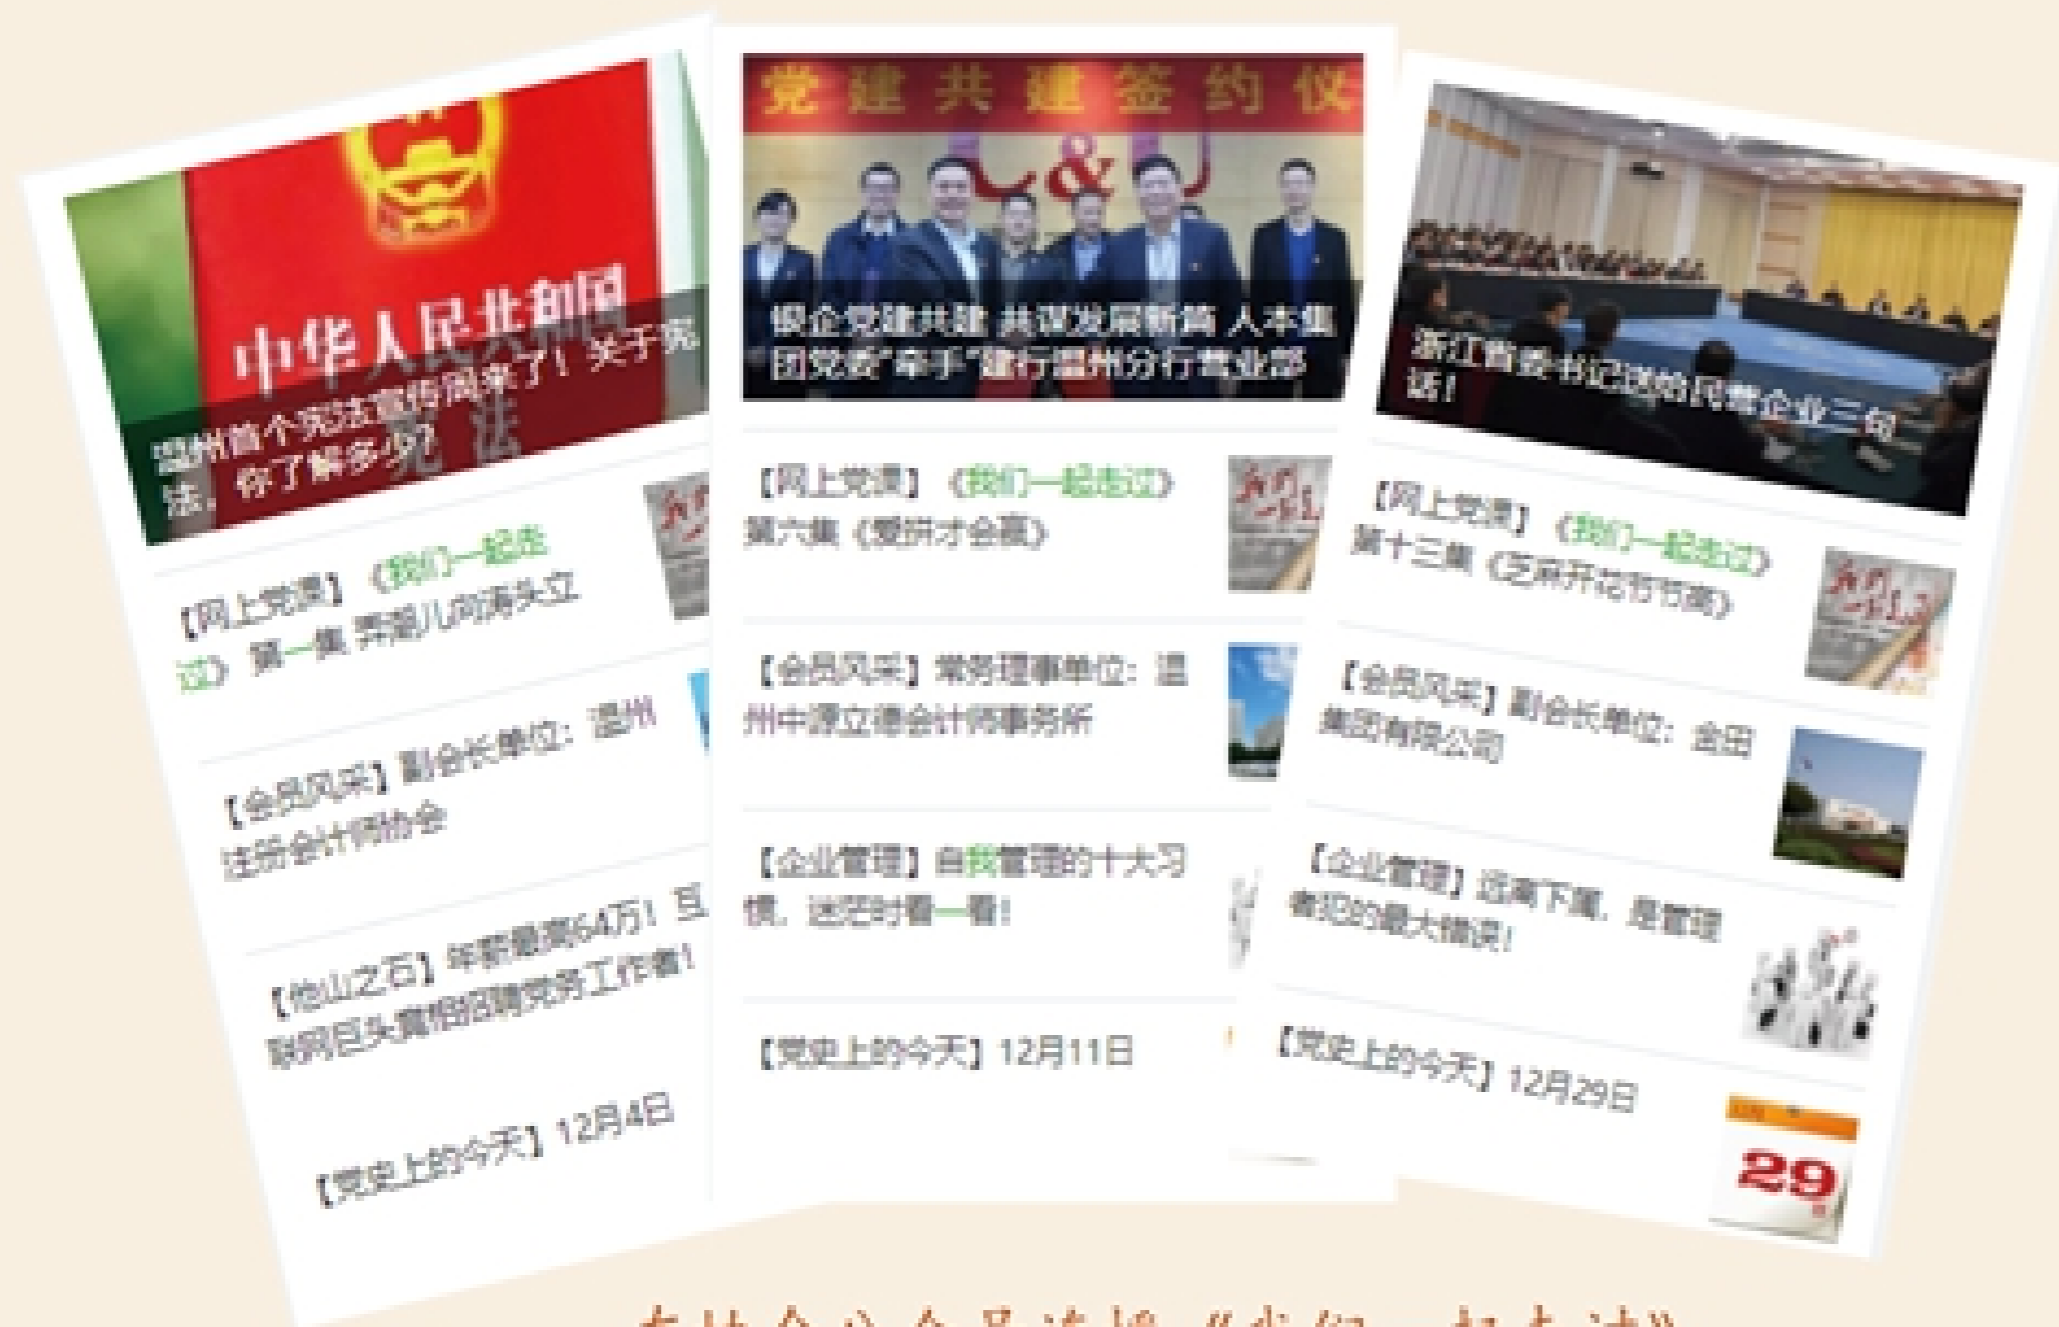 中华人民共和国
宪法
温州首个宪法宣传周来了！关于宪
法，你了解多少？
【网上党课】《我们一起走
过》第一集 弄潮儿向涛头立
【会员风采】副会长单位：温州
注册会计师协会
【他山之石】年薪最高64万！互
联网巨头竟相招聘党务工作者！
【党史上的今天】12月4日
党建共建签约仪
C&U
银企党建共建 共谋发展新篇 人本集
团党委“牵手”建行温州分行营业部
【网上党课】《我们一起走过》
第六集《爱拼才会赢》
【会员风采】常务理事单位：温
州中源立德会计师事务所
【企业管理】自我管理的十大习
惯，迷茫时看一看！
【党史上的今天】12月11日
浙江省委书记送给民营企业三句
话！
【网上党课】《我们一起走过》
第十三集《芝麻开花节节高》
【会员风采】副会长单位：金田
集团有限公司
【企业管理】远离下属，是管理
者犯的最大错误！
【党史上的今天】12月29日
29